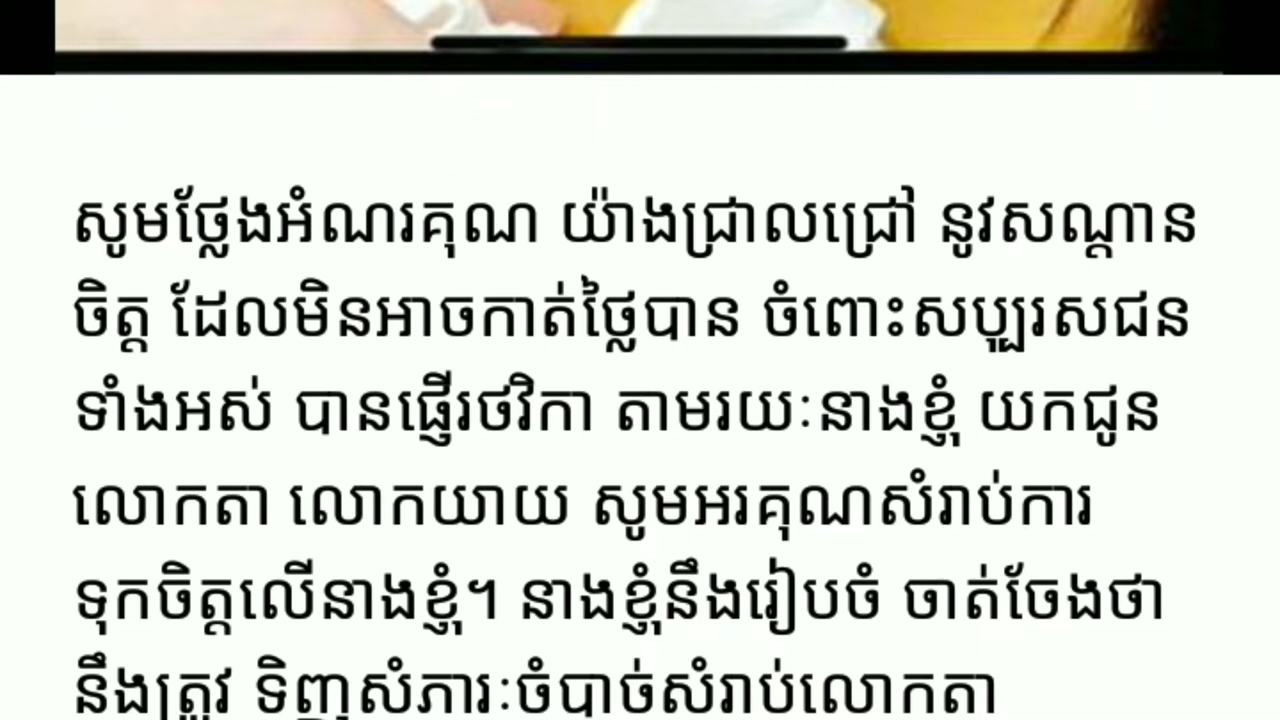 សូមថ្លែងអំណរគុណ យ៉ាងជ្រាលជ្រៅ នូវសណ្តាន
ចិត្ត ដែលមិនអាចកាត់ថ្លៃបាន ចំពោះសប្បុរសជន
ទាំងអស់ បានផ្ញើរថវិកា តាមរយៈនាងខ្ញុំ យកជូន
លោកតា លោកយាយ សូមអរគុណសំរាប់ការ
ទុកចិត្តលើនាងខ្ញុំ។ នាងខ្ញុំនឹងរៀបចំ ចាត់ចែងថា
នឹងត្រូវ ទិញសំភារៈចំបាច់សំរាប់លោកតា